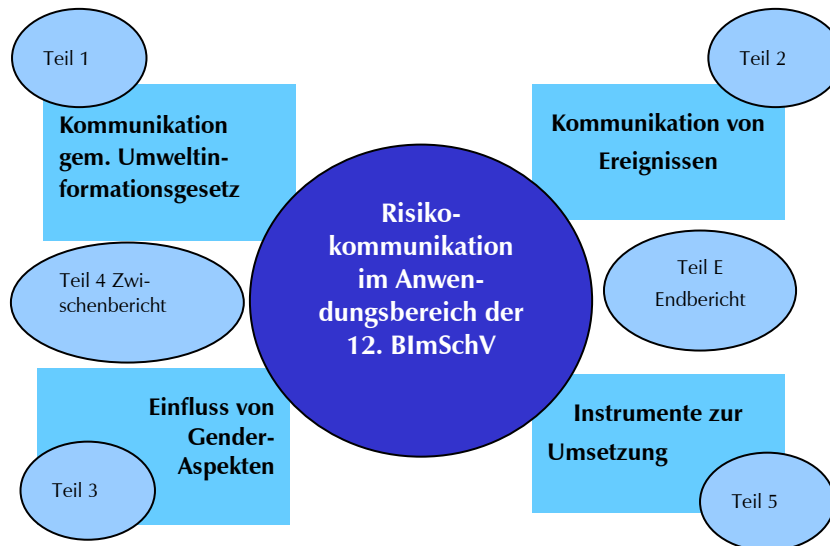 Teil 1
Teil 2
Kommunikation
gem. Umweltin-
formationsgesetz
Kommunikation von
Ereignissen
Risiko-
kommunikation
im Anwen-
dungsbereich der
12. BImSchV
Teil 4 Zwi-
schenbericht
Teil E
Endbericht
Einfluss von
Gender-
Aspekten
Instrumente zur
Umsetzung
Teil 3
Teil 5